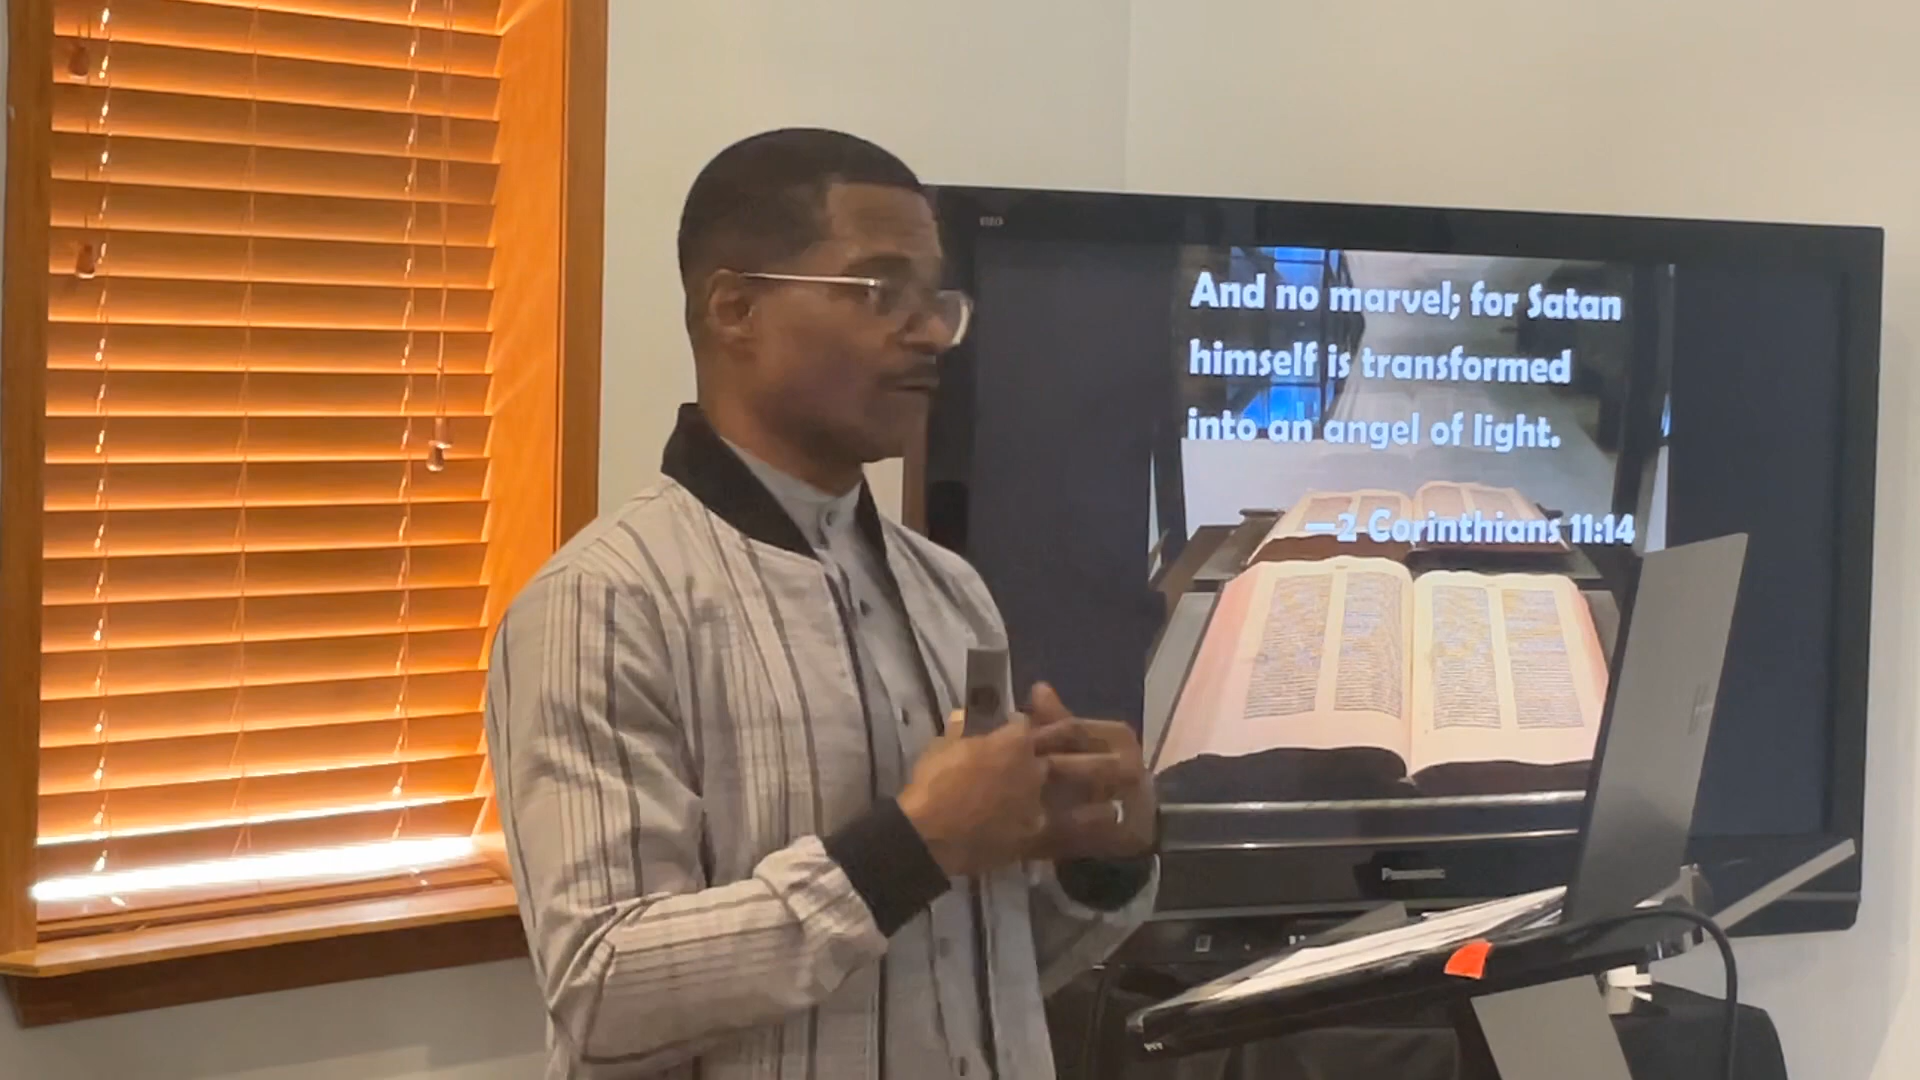 And no marvel; for Satan
himself is transformed
into an angel of light.
—2 Corinthians 11:14
Panasonic